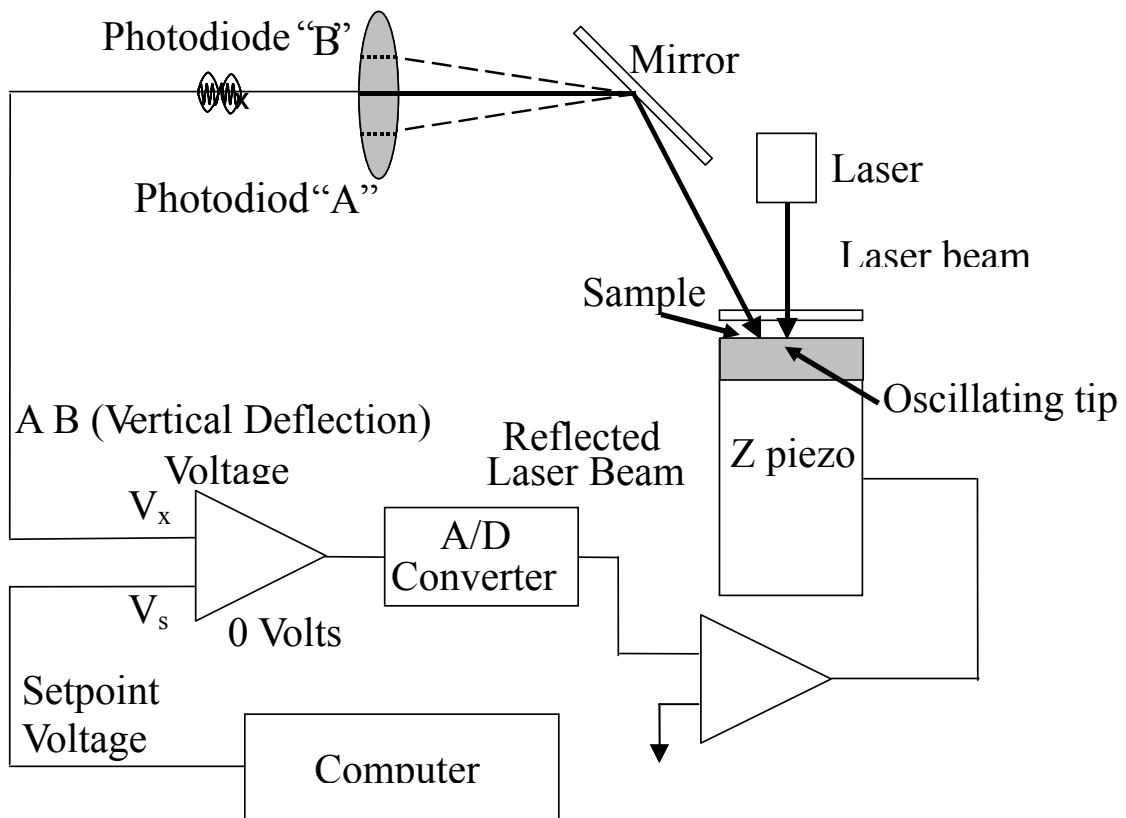 Photodiode “B”
Mirror
Laser
Photodiod“A”
Laser beam
Sample
Oscillating tip
A B (Vertical Deflection)
Voltage
Reflected
Laser Beam
Z piezo
Vx
A/D
Converter
Vs
0 Volts
Setpoint
Voltage
Computer